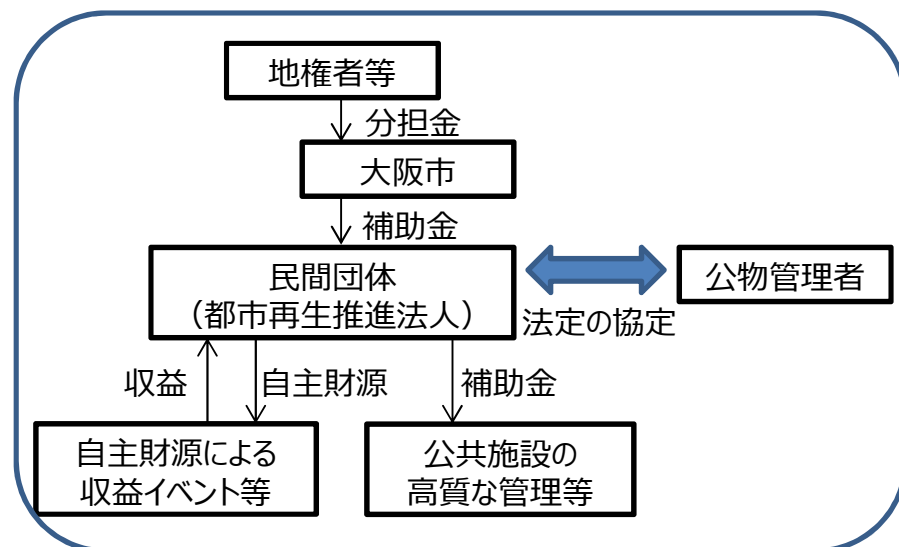 地権者等
分担金
大阪市
補助金
民間団体
（都市再生推進法人）
公物管理者
法定の協定
収益
自主財源
補助金
自主財源による
収益イベント等
公共施設の
高質な管理等